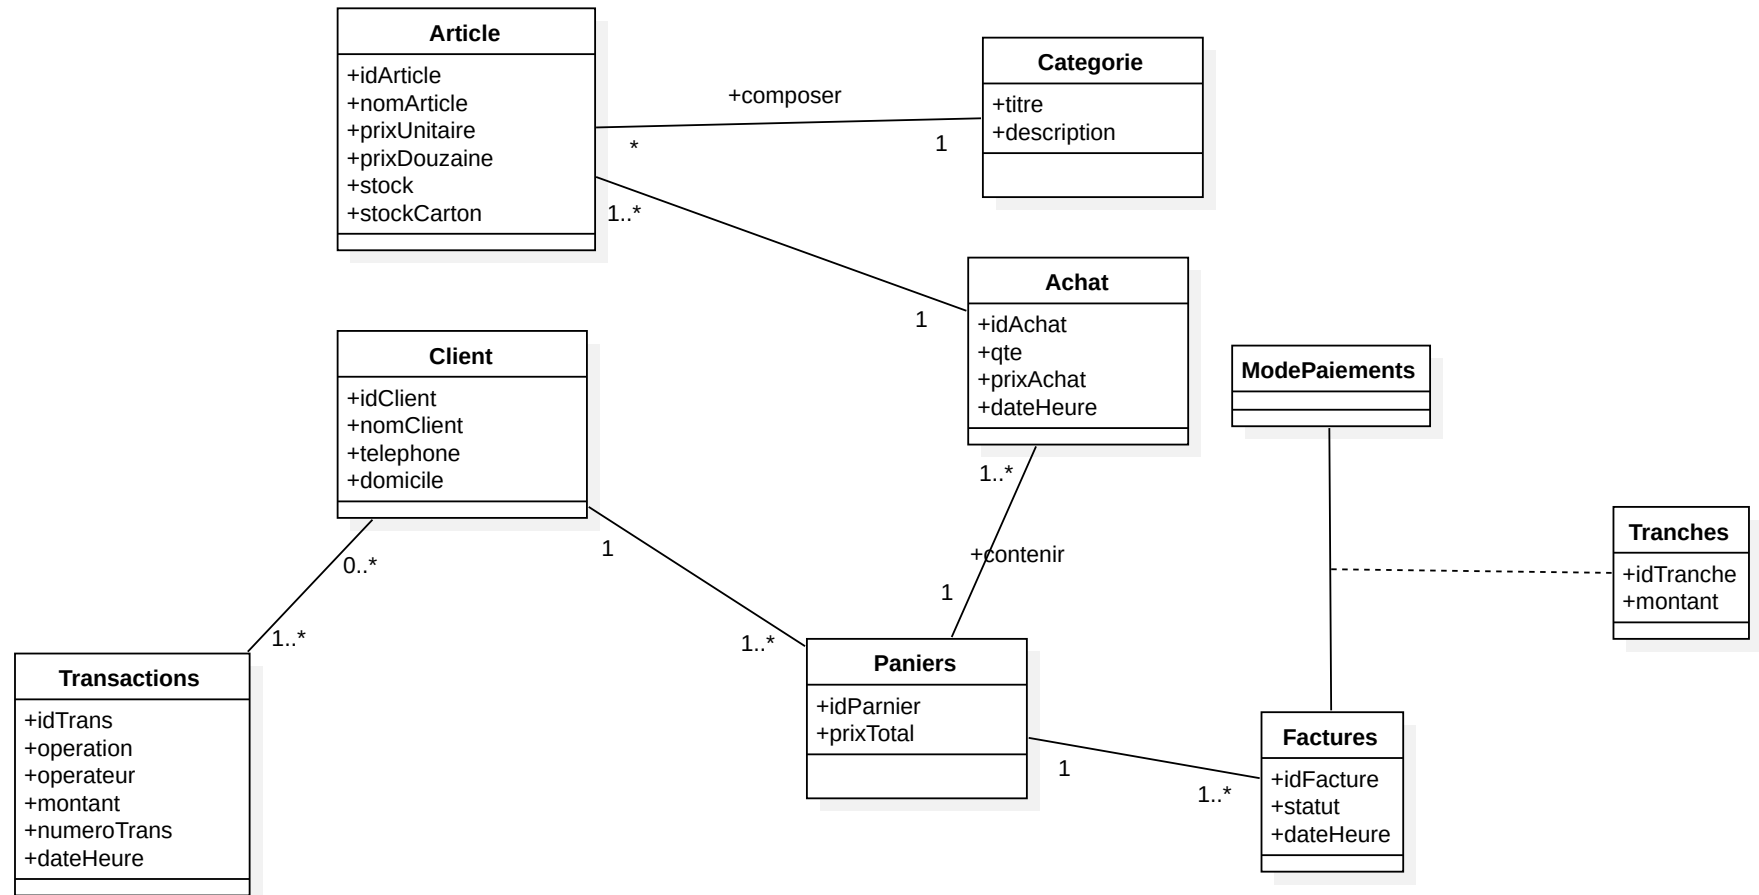 Article
+idArticle
+nomArticle
+prixUnitaire
+prixDouzaine
+stock
+stockCarton
+composer
*
1
Categorie
+titre
+description
1..*
1
Achat
+idAchat
+qte
+prixAchat
+dateHeure
Client
+idClient
+nomClient
+telephone
+domicile
ModePaiements
1..*
+contenir
1
0..*
1..*
1
1..*
Tranches
+idTranche
+montant
Transactions
+idTrans
+operation
+operateur
+montant
+numeroTrans
+dateHeure
Paniers
+idParnier
+prixTotal
1
1..*
Factures
+idFacture
+statut
+dateHeure